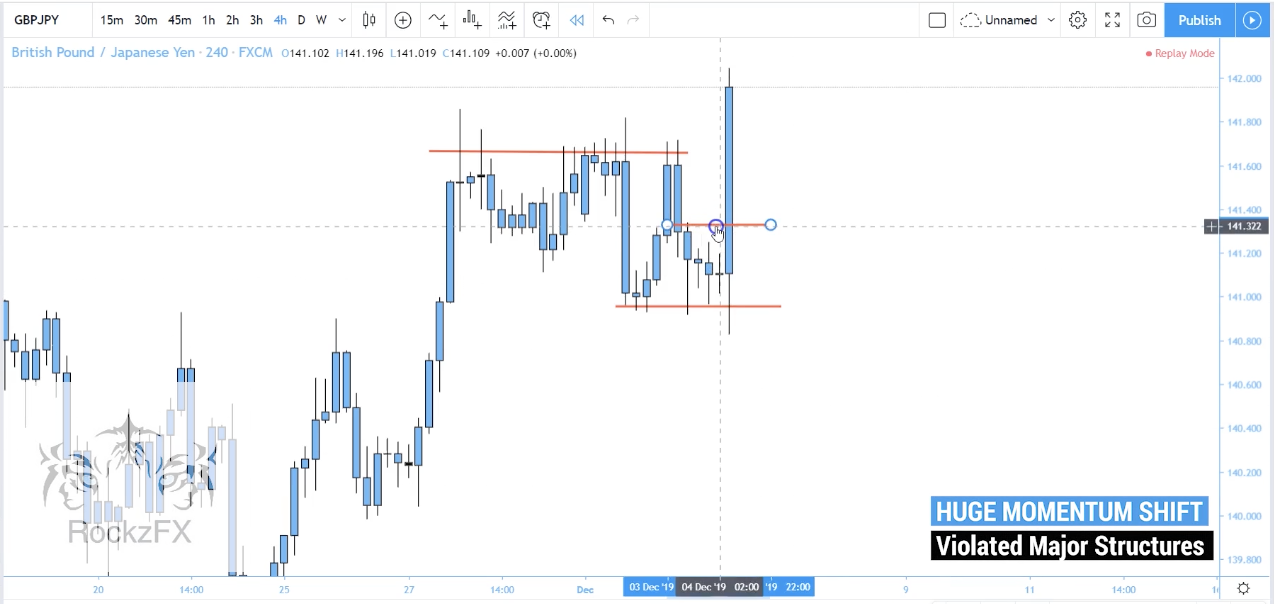 GBPJPY 15m 30m 45m 1h 2h 3h 4h D W Unnamed Publish
British Pound / Japanese Yen · 240 · FXCM O141.102 H141.196 L141.019 C141.109 +0.007 (+0.00%) Replay Mode
142.000
141.800
141.600
141.400
141.322
141.200
141.000
140.800
140.600
140.400
140.200
140.000
139.800
RockzFX
HUGE MOMENTUM SHIFT
Violated Major Structures
20 14:00 25 27 14:00 Dec 03 Dec '19 04 Dec '19 02:00 '19 22:00 9 11 14:00